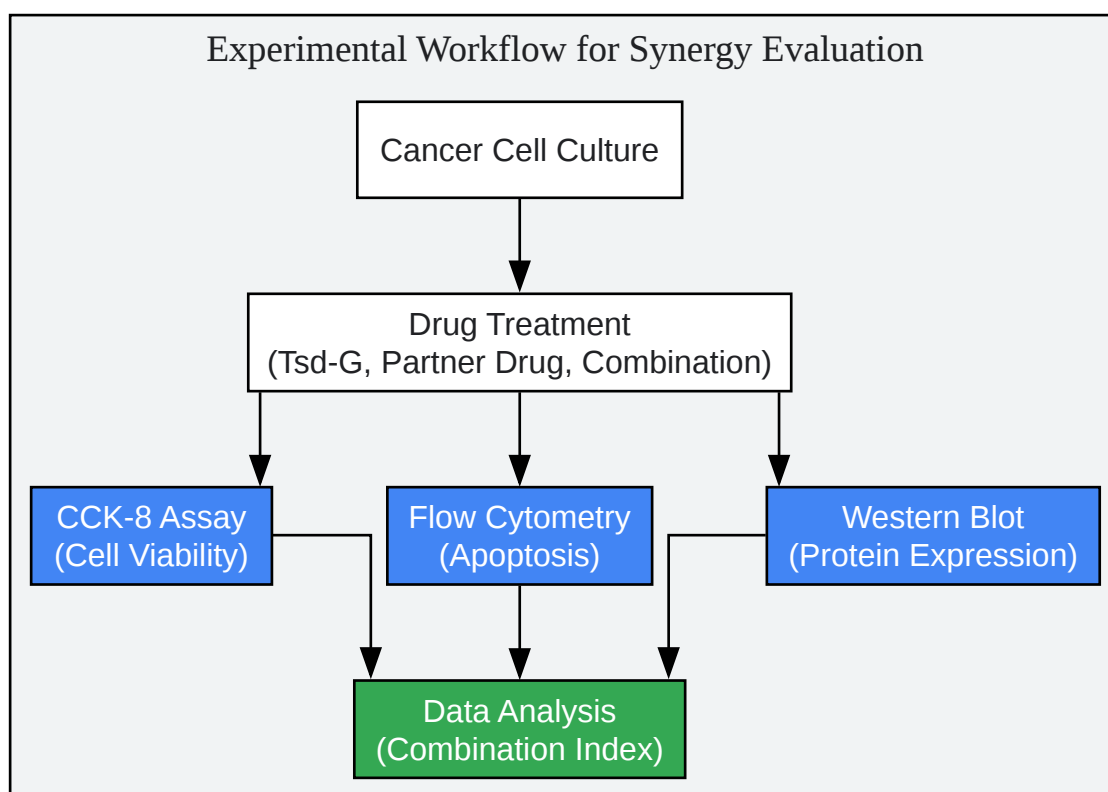 Experimental Workflow for Synergy Evaluation
Cancer Cell Culture
Drug Treatment
(Tsd-G, Partner Drug, Combination)
CCK-8 Assay
(Cell Viability)
Flow Cytometry
(Apoptosis)
Western Blot
(Protein Expression)
Data Analysis
(Combination Index)